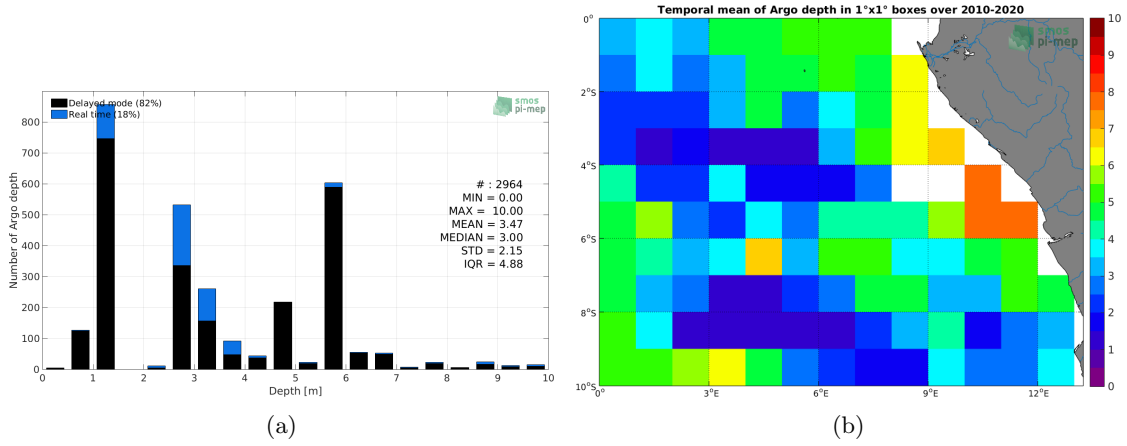 Delayed mode (82%)
Real time (18%)
smos
pi-mep
# : 2964
MIN = 0.00
MAX = 10.00
MEAN = 3.47
MEDIAN = 3.00
STD = 2.15
IQR = 4.88
Number of Argo depth
800
700
600
500
400
300
200
100
0
0 1 2 3 4 5 6 7 8 9 10
Depth [m]
(a)
Temporal mean of Argo depth in 1°x1° boxes over 2010-2020
smos
pi-mep
0°
2°S
4°S
6°S
8°S
10°S
0° 3°E 6°E 9°E 12°E
10
9
8
7
6
5
4
3
2
1
0
(b)